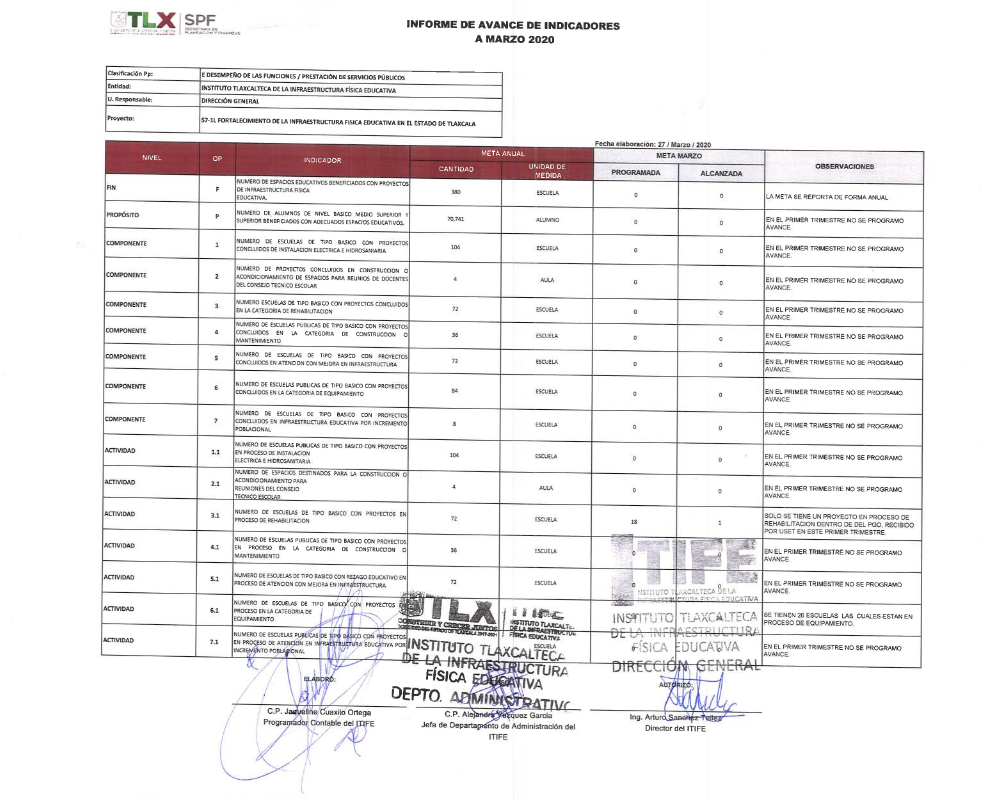 TLX SPF
SECRETARÍA DE
PLANEACIÓN Y FINANZAS
INFORME DE AVANCE DE INDICADORES
A MARZO 2020
Clasificación Pp: E DESEMPEÑO DE LAS FUNCIONES / PRESTACIÓN DE SERVICIOS PÚBLICOS
Entidad: INSTITUTO TLAXCALTECA DE LA INFRAESTRUCTURA FÍSICA EDUCATIVA
U. Responsable: DIRECCIÓN GENERAL
Proyecto: 57-1L FORTALECIMIENTO DE LA INFRAESTRUCTURA FISICA EDUCATIVA EN EL ESTADO DE TLAXCALA
Fecha elaboración: 27 / Marzo / 2020
NIVEL OP INDICADOR META ANUAL META MARZO OBSERVACIONES
CANTIDAD UNIDAD DE MEDIDA PROGRAMADA ALCANZADA
FIN F NUMERO DE ESPACIOS EDUCATIVOS BENEFICIADOS CON PROYECTOS
DE INFRAESTRUCTURA FISICA
EDUCATIVA. 380 ESCUELA 0 0 LA META SE REPORTA DE FORMA ANUAL
PROPÓSITO P NUMERO DE ALUMNOS DE NIVEL BASICO MEDIO SUPERIOR Y
SUPERIOR BENEFICIADOS CON ADECUADOS ESPACIOS EDUCATIVOS. 70,741 ALUMNO 0 0 EN EL PRIMER TRIMESTRE NO SE PROGRAMO
AVANCE.
COMPONENTE 1 NUMERO DE ESCUELAS DE TIPO BASICO CON PROYECTOS
CONCLUIDOS DE INSTALACION ELECTRICA E HIDROSANIARIA 104 ESCUELA 0 0 EN EL PRIMER TRIMESTRE NO SE PROGRAMO
AVANCE.
COMPONENTE 2 NUMERO DE PROYECTOS CONCLUIDOS EN CONSTRUCCION O
ACONDICIONAMIENTO DE ESPACIOS PARA REUNIOS DE DOCENTES
DEL CONSEJO TECNICO ESCOLAR 4 AULA 0 0 EN EL PRIMER TRIMESTRE NO SE PROGRAMO
AVANCE.
COMPONENTE 3 NUMERO ESCUELAS DE TIPO BASICO CON PROYECTOS CONCLUIDOS
EN LA CATEGORIA DE REHABILITACION 72 ESCUELA 0 0 EN EL PRIMER TRIMESTRE NO SE PROGRAMO
AVANCE.
COMPONENTE 4 NUMERO DE ESCUELAS PUBLICAS DE TIPO BASICO CON PROYECTOS
CONCLUIDOS EN LA CATEGORIA DE CONSTRUCCION O
MANTENIMIENTO 36 ESCUELA 0 0 EN EL PRIMER TRIMESTRE NO SE PROGRAMO
AVANCE.
COMPONENTE 5 NUMERO DE ESCUELAS DE TIPO BASICO CON PROYECTOS
CONCLUIDOS EN ATENCION CON MEJORA EN INFRAESTRUCTURA 72 ESCUELA 0 0 EN EL PRIMER TRIMESTRE NO SE PROGRAMO
AVANCE.
COMPONENTE 6 NUMERO DE ESCUELAS PUBLICAS DE TIPO BASICO CON PROYECTOS
CONCLUIDOS EN LA CATEGORIA DE EQUIPAMIENTO 84 ESCUELA 0 0 EN EL PRIMER TRIMESTRE NO SE PROGRAMO
AVANCE.
COMPONENTE 7 NUMERO DE ESCUELAS DE TIPO BASICO CON PROYECTOS
CONCLUIDOS EN INFRAESTRUCTURA EDUCATIVA POR INCREMENTO
POBLACIONAL 8 ESCUELA 0 0 EN EL PRIMER TRIMESTRE NO SE PROGRAMO
AVANCE.
ACTIVIDAD 1.1 NUMERO DE ESCUELAS PUBLICAS DE TIPO BASICO CON PROYECTOS
EN PROCESO DE INSTALACION
ELECTRICA E HIDROSANITARIA 104 ESCUELA 0 0 EN EL PRIMER TRIMESTRE NO SE PROGRAMO
AVANCE.
ACTIVIDAD 2.1 NUMERO DE ESPACIOS DESTINADOS PARA LA CONSTRUCCION O
ACONDICIONAMIENTO PARA
REUNIONES DEL CONSEJO
TECNICO ESCOLAR 4 AULA 0 0 EN EL PRIMER TRIMESTRE NO SE PROGRAMO
AVANCE.
ACTIVIDAD 3.1 NUMERO DE ESCUELAS DE TIPO BASICO CON PROYECTOS EN
PROCESO DE REHABILITACION 72 ESCUELA 18 1 SOLO SE TIENE UN PROYECTO EN PROCESO DE
REHABILITACION DENTRO DE DEL PGO, RECIBIDO
POR USET EN ESTE PRIMER TRIMESTRE.
ACTIVIDAD 4.1 NUMERO DE ESCUELAS PUBLICAS DE TIPO BASICO CON PROYECTOS
EN PROCESO EN LA CATEGORIA DE CONSTRUCCION O
MANTENIMIENTO 36 ESCUELA 0 0 EN EL PRIMER TRIMESTRE NO SE PROGRAMO
AVANCE.
ACTIVIDAD 5.1 NUMERO DE ESCUELAS DE TIPO BASICO CON REZAGO EDUCATIVO EN
PROCESO DE ATENCION CON MEJORA EN INFRAESTRUCTURA 72 ESCUELA 0 0 EN EL PRIMER TRIMESTRE NO SE PROGRAMO
AVANCE.
ACTIVIDAD 6.1 NUMERO DE ESCUELAS DE TIPO BASICO CON PROYECTOS
PROCESO EN LA CATEGORIA DE
EQUIPAMIENTO SE TIENEN 26 ESCUELAS LAS CUALES ESTAN EN
PROCESO DE EQUIPAMIENTO.
ACTIVIDAD 7.1 NUMERO DE ESCUELAS PUBLICAS DE TIPO BASICO CON PROYECTOS
EN PROCESO DE ATENCION EN INFRAESTRUCTURA EDUCATIVA POR
INCREMENTO POBLACIONAL ESCUELA EN EL PRIMER TRIMESTRE NO SE PROGRAMO
AVANCE.
ITIFE
INSTITUTO TLAXCALTECA DE LA
INFRAESTRUCTURA FÍSICA EDUCATIVA
INSTITUTO TLAXCALTECA
DE LA INFRAESTRUCTURA
FÍSICA EDUCATIVA
DIRECCIÓN GENERAL
TLX ITIFE
CONSTRUIR Y CRECER JUNTOS
INSTITUTO TLAXCALTECA
DE LA INFRAESTRUCTURA
FÍSICA EDUCATIVA
INSTITUTO TLAXCALTECA
DE LA INFRAESTRUCTURA
FÍSICA EDUCATIVA
DEPTO. ADMINISTRATIVO
ELABORÓ:
C.P. Jaqueline Cuaxilo Ortega
Programador Contable del ITIFE
C.P. Alejandra Vazquez Garcia
Jefa de Departamento de Administración del
ITIFE
AUTORIZÓ:
Ing. Arturo Sanchez Tellez
Director del ITIFE